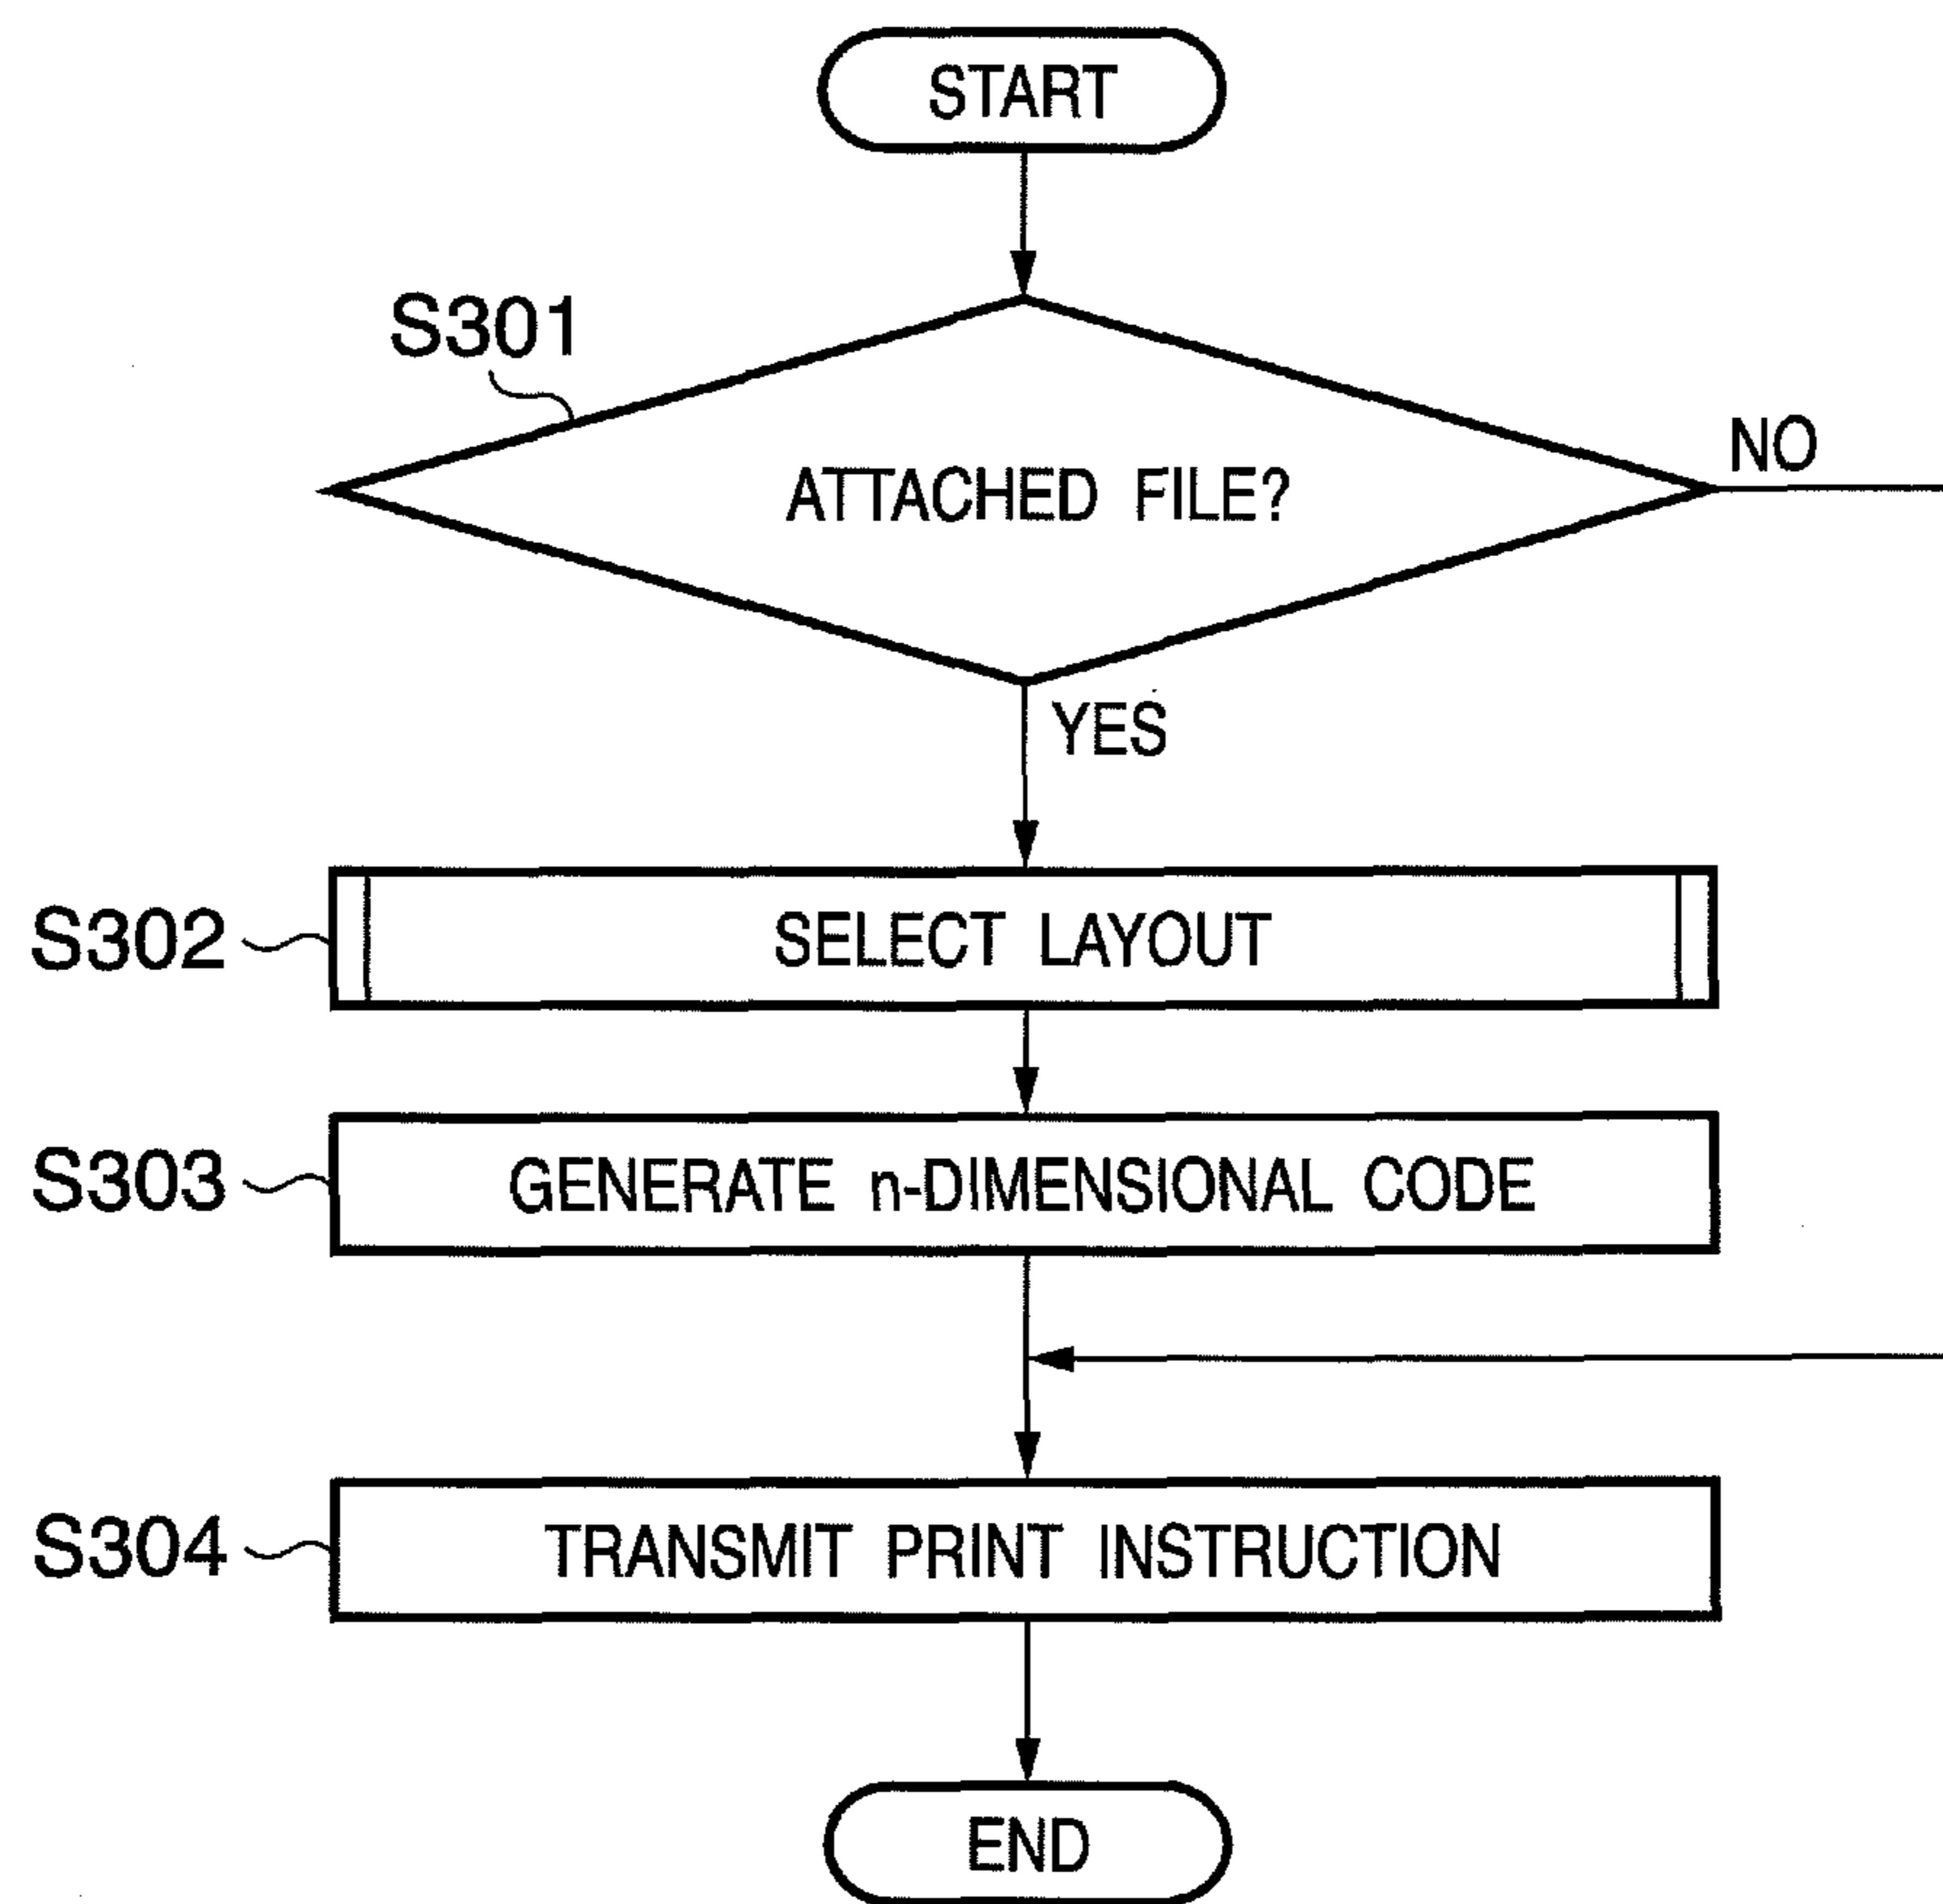 START
S301
ATTACHED FILE?
NO
YES
S302
SELECT LAYOUT
S303
GENERATE n-DIMENSIONAL CODE
S304
TRANSMIT PRINT INSTRUCTION
END